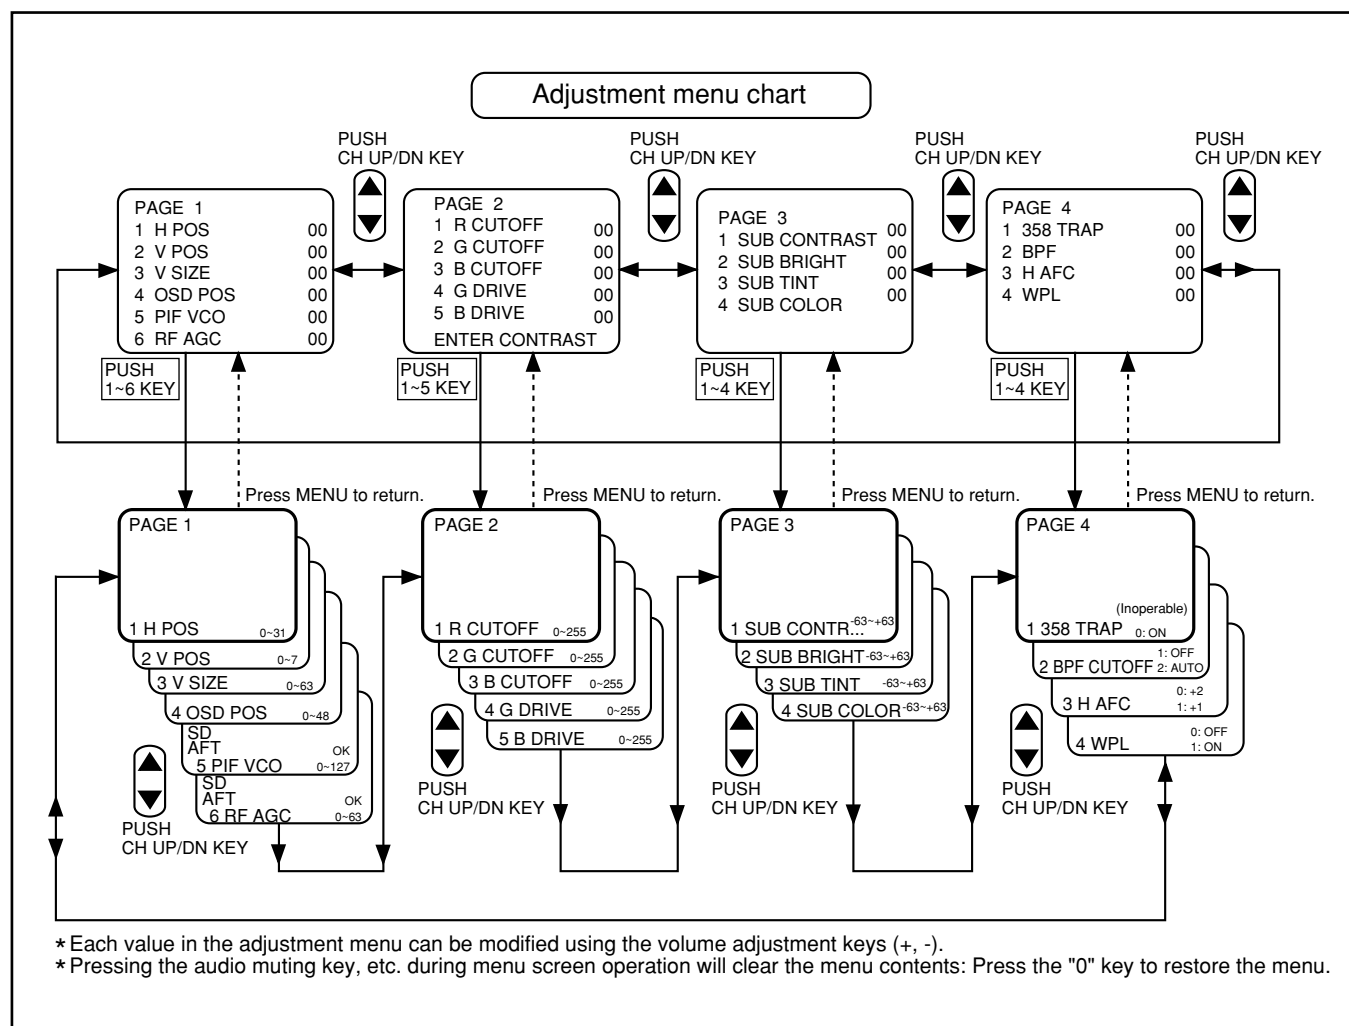 Adjustment menu chart
PUSH
CH UP/DN KEY
PUSH
CH UP/DN KEY
PUSH
CH UP/DN KEY
PUSH
CH UP/DN KEY
PAGE 1
1 H POS 00
2 V POS 00
3 V SIZE 00
4 OSD POS 00
5 PIF VCO 00
6 RF AGC 00
PAGE 2
1 R CUTOFF 00
2 G CUTOFF 00
3 B CUTOFF 00
4 G DRIVE 00
5 B DRIVE 00
ENTER CONTRAST
PAGE 3
1 SUB CONTRAST 00
2 SUB BRIGHT 00
3 SUB TINT 00
4 SUB COLOR 00
PAGE 4
1 358 TRAP 00
2 BPF 00
3 H AFC 00
4 WPL 00
PUSH
1~6 KEY
PUSH
1~5 KEY
PUSH
1~4 KEY
PUSH
1~4 KEY
Press MENU to return.
Press MENU to return.
Press MENU to return.
Press MENU to return.
PAGE 1
1 H POS 0~31
2 V POS 0~7
3 V SIZE 0~63
4 OSD POS 0~48
SD
AFT OK
5 PIF VCO 0~127
SD
AFT OK
6 RF AGC 0~63
PUSH
CH UP/DN KEY
PAGE 2
1 R CUTOFF 0~255
2 G CUTOFF 0~255
3 B CUTOFF 0~255
4 G DRIVE 0~255
5 B DRIVE 0~255
PUSH
CH UP/DN KEY
PAGE 3
1 SUB CONTR... -63~+63
2 SUB BRIGHT -63~+63
3 SUB TINT -63~+63
4 SUB COLOR -63~+63
PUSH
CH UP/DN KEY
PAGE 4
(Inoperable)
1 358 TRAP 0: ON
1: OFF
2 BPF CUTOFF 2: AUTO
0: +2
3 H AFC 1: +1
0: OFF
4 WPL 1: ON
PUSH
CH UP/DN KEY
* Each value in the adjustment menu can be modified using the volume adjustment keys (+, -).
* Pressing the audio muting key, etc. during menu screen operation will clear the menu contents: Press the "0" key to restore the menu.